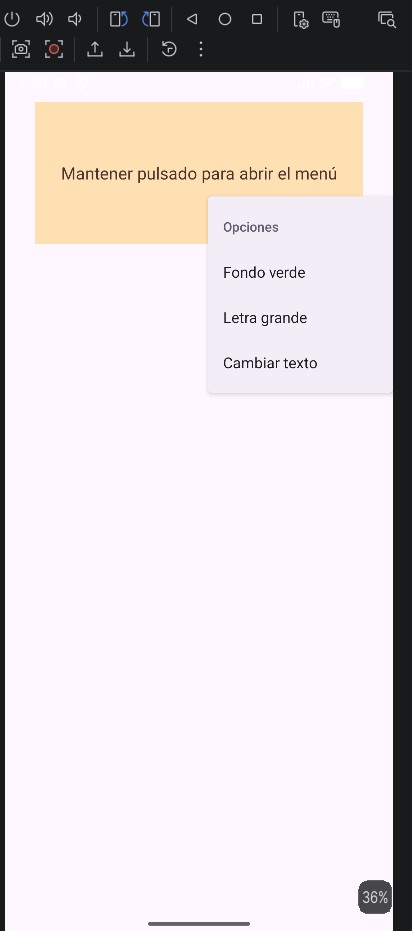 Mantener pulsado para abrir el menú
Opciones
Fondo verde
Letra grande
Cambiar texto
36%